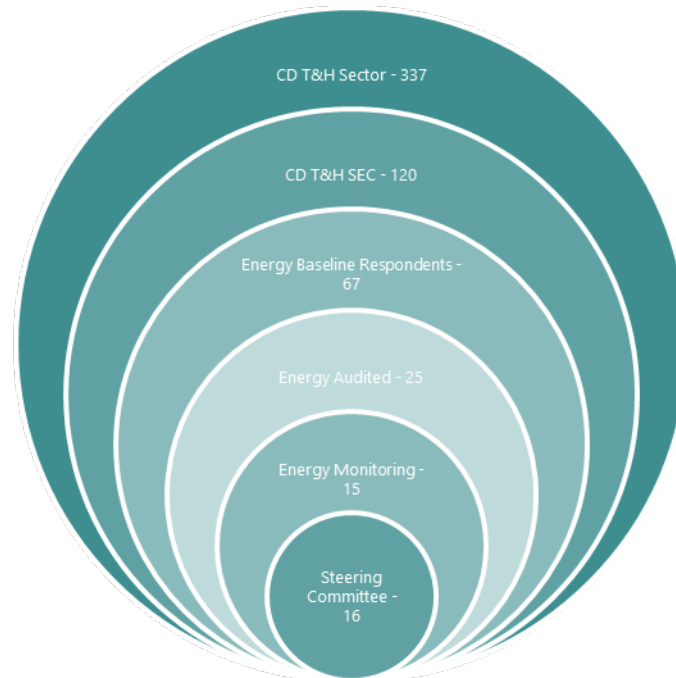 CD T&H Sector - 337
CD T&H SEC - 120
Energy Baseline Respondents -
67
Energy Audited - 25
Energy Monitoring -
15
Steering
Committee -
16